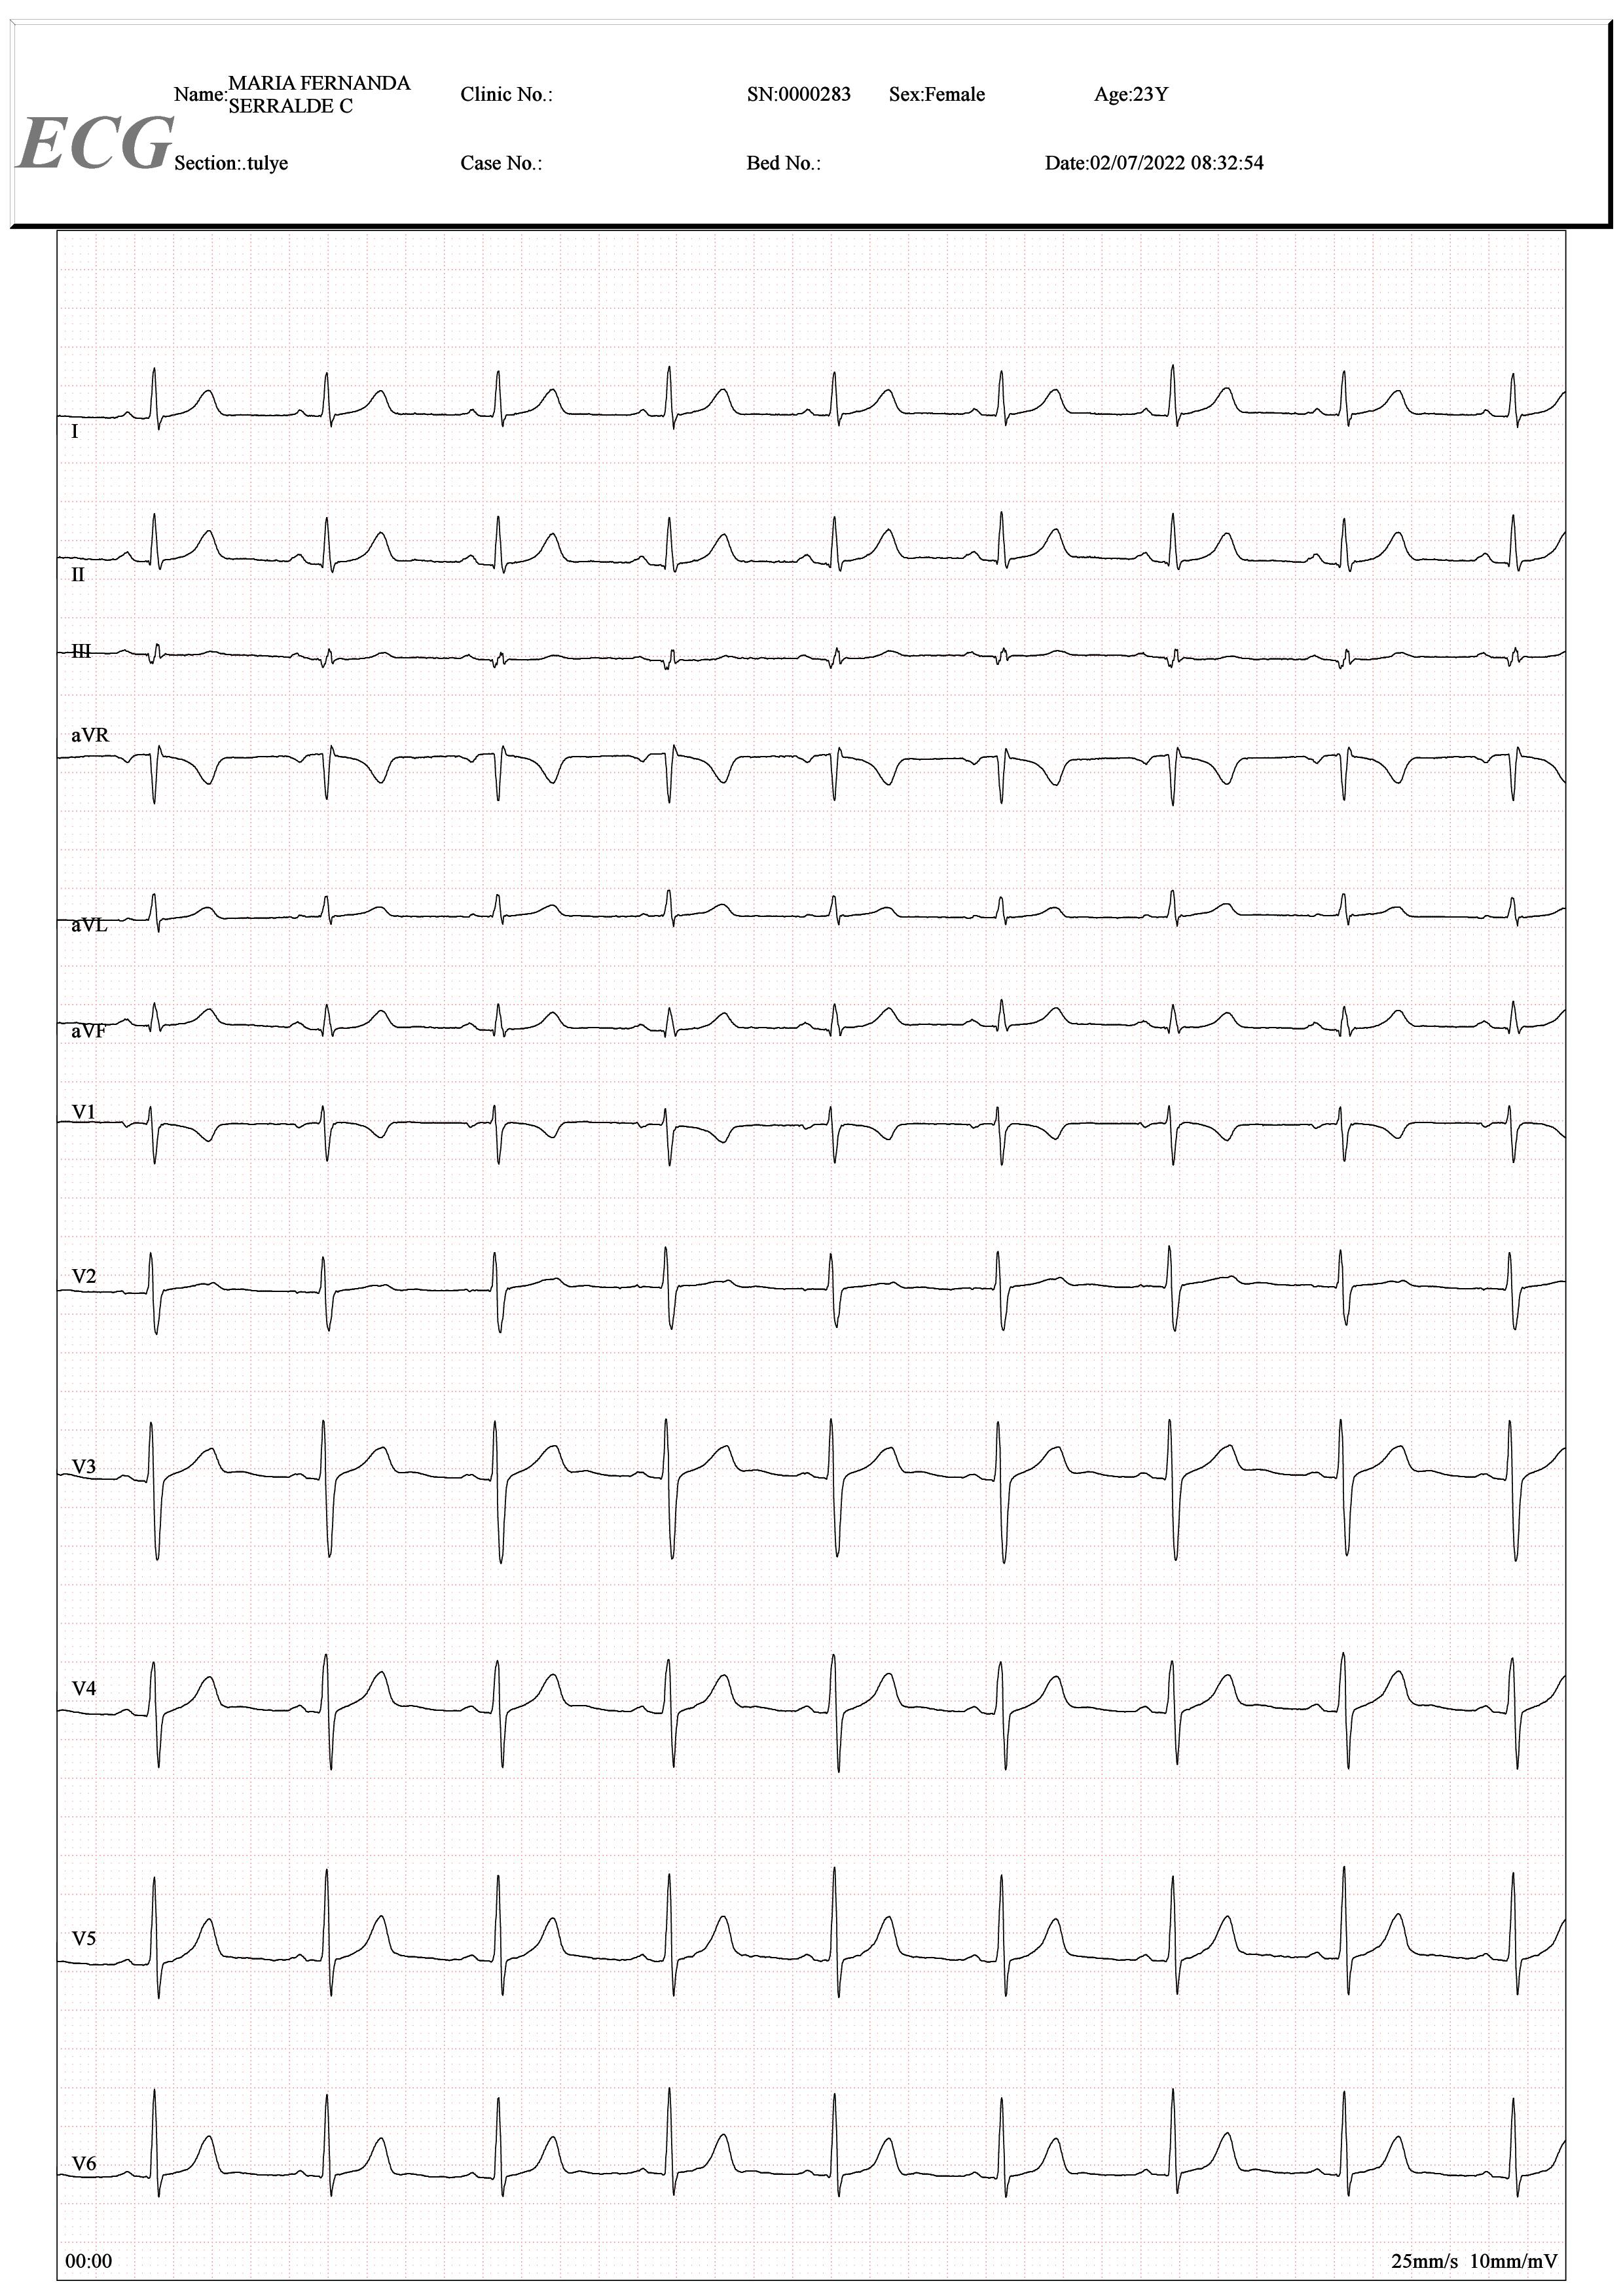 ECG
Name:MARIA FERNANDA SERRALDE C Clinic No.: SN:0000283 Sex:Female Age:23Y
Section:.tulye Case No.: Bed No.: Date:02/07/2022 08:32:54
I
II
III
aVR
aVL
aVF
V1
V2
V3
V4
V5
V6
00:00 25mm/s 10mm/mV